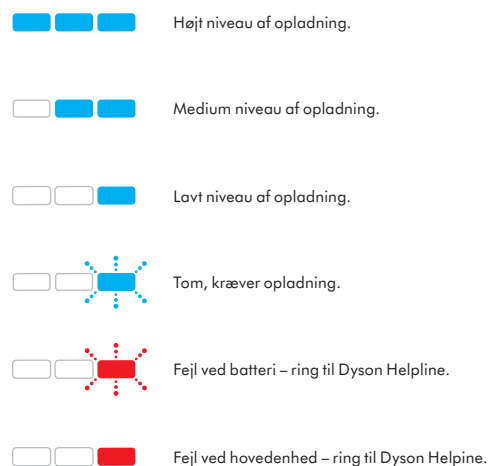 Højt niveau af opladning.
Medium niveau af opladning.
Lavt niveau af opladning.
Tom, kræver opladning.
Fejl ved batteri – ring til Dyson Helpline.
Fejl ved hovedenhed – ring til Dyson Helpine.